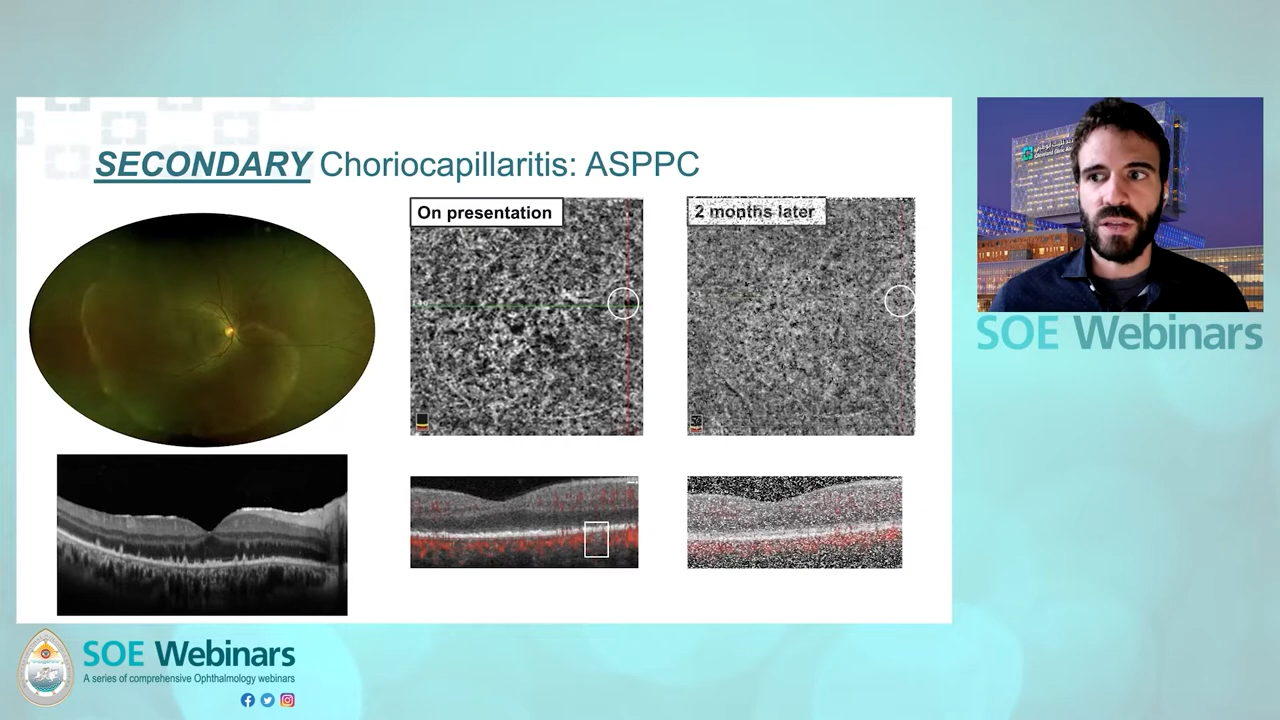 SECONDARY Choriocapillaritis: ASPPC
On presentation
2 months later
SOE Webinars
SOE Webinars
A series of comprehensive Ophthalmology webinars